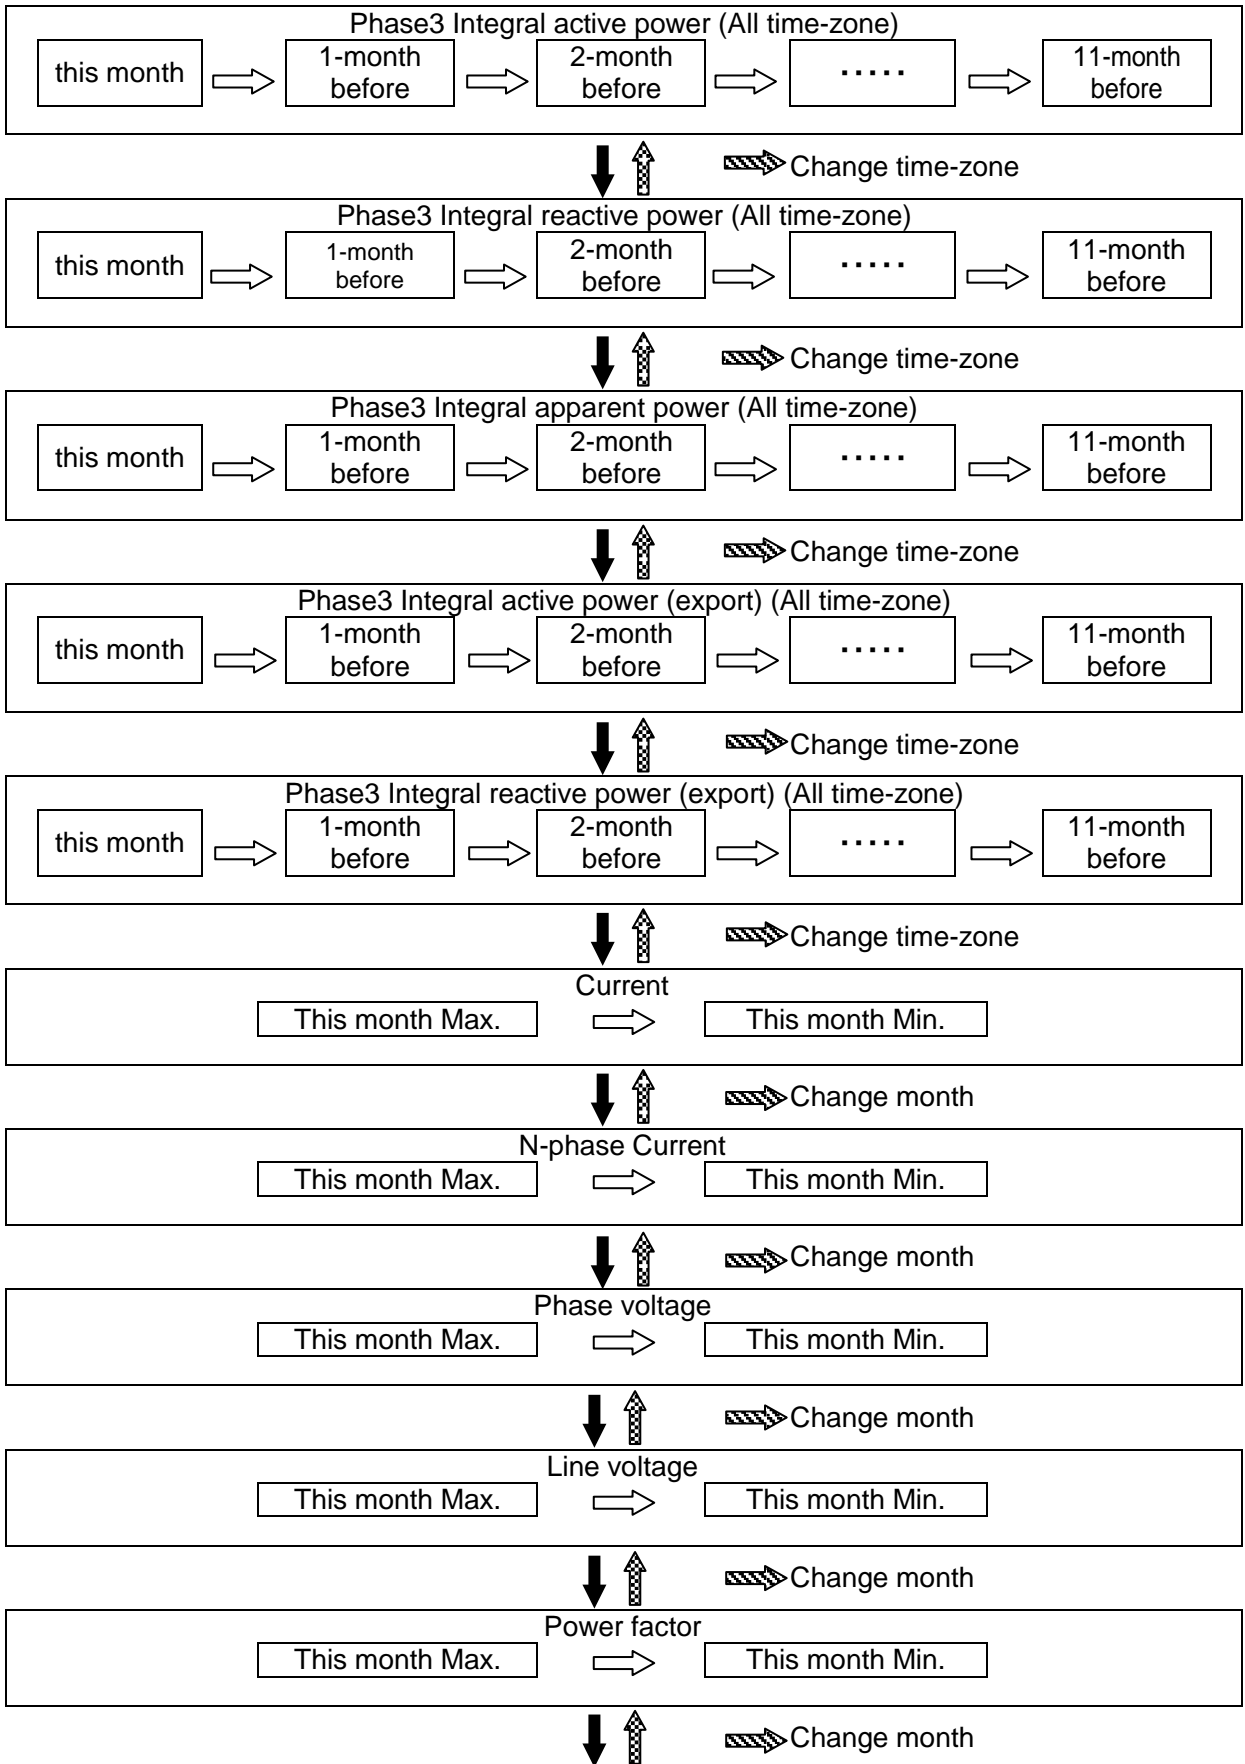 Phase3 Integral active power (All time-zone)
this month
1-month
before
2-month
before
.....
11-month
before
Change time-zone
Phase3 Integral reactive power (All time-zone)
this month
1-month
before
2-month
before
.....
11-month
before
Change time-zone
Phase3 Integral apparent power (All time-zone)
this month
1-month
before
2-month
before
.....
11-month
before
Change time-zone
Phase3 Integral active power (export) (All time-zone)
this month
1-month
before
2-month
before
.....
11-month
before
Change time-zone
Phase3 Integral reactive power (export) (All time-zone)
this month
1-month
before
2-month
before
.....
11-month
before
Change time-zone
Current
This month Max.
This month Min.
Change month
N-phase Current
This month Max.
This month Min.
Change month
Phase voltage
This month Max.
This month Min.
Change month
Line voltage
This month Max.
This month Min.
Change month
Power factor
This month Max.
This month Min.
Change month